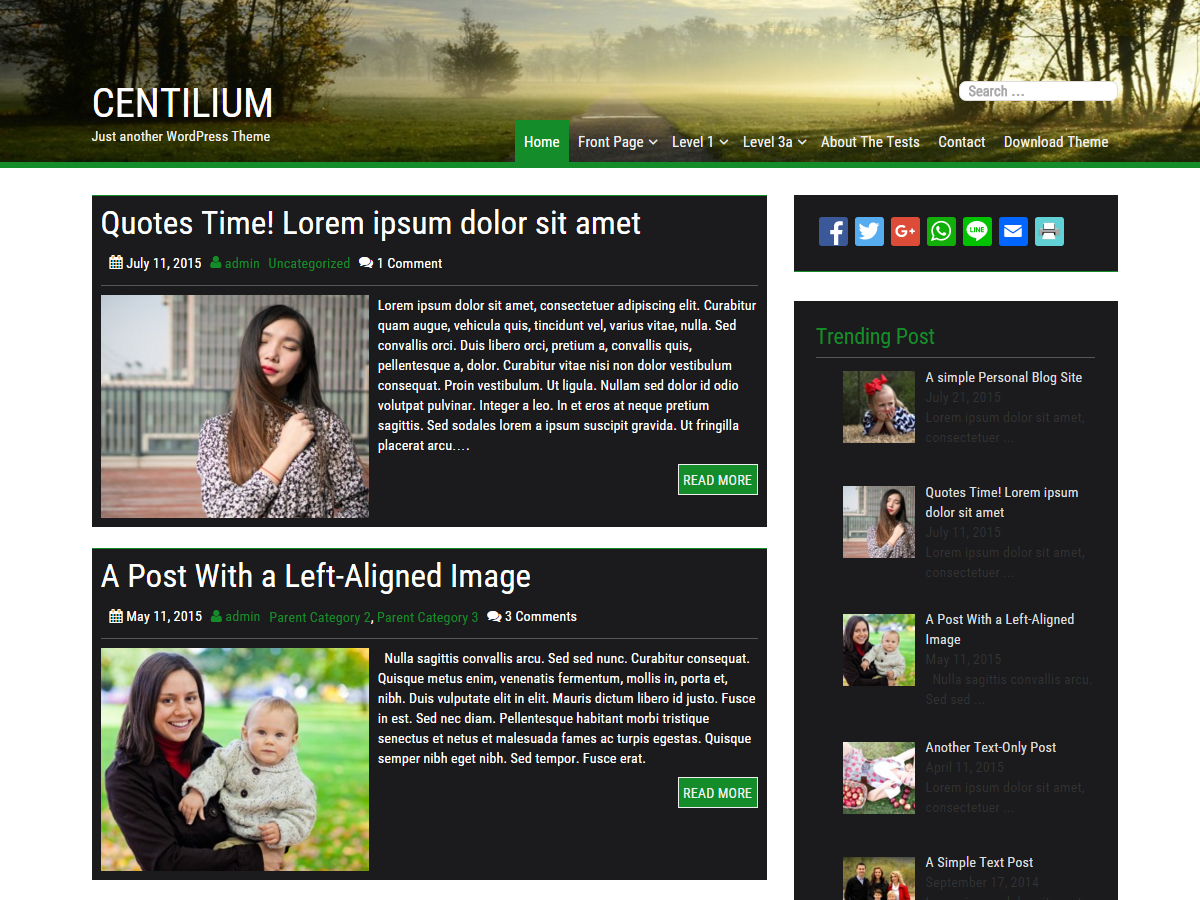 CENTILIUM
Just another WordPress Theme
Search ...
Home Front Page Level 1 Level 3a About The Tests Contact Download Theme
Quotes Time! Lorem ipsum dolor sit amet
July 11, 2015 admin Uncategorized 1 Comment
Lorem ipsum dolor sit amet, consectetuer adipiscing elit. Curabitur
quam augue, vehicula quis, tincidunt vel, varius vitae, nulla. Sed
convallis orci. Duis libero orci, pretium a, convallis quis,
pellentesque a, dolor. Curabitur vitae nisi non dolor vestibulum
consequat. Proin vestibulum. Ut ligula. Nullam sed dolor id odio
volutpat pulvinar. Integer a leo. In et eros at neque pretium
sagittis. Sed sodales lorem a ipsum suscipit gravida. Ut fringilla
placerat arcu....
READ MORE
A Post With a Left-Aligned Image
May 11, 2015 admin Parent Category 2, Parent Category 3 3 Comments
Nulla sagittis convallis arcu. Sed sed nunc. Curabitur consequat.
Quisque metus enim, venenatis fermentum, mollis in, porta et,
nibh. Duis vulputate elit in elit. Mauris dictum libero id justo. Fusce
in est. Sed nec diam. Pellentesque habitant morbi tristique
senectus et netus et malesuada fames ac turpis egestas. Quisque
semper nibh eget nibh. Sed tempor. Fusce erat.
READ MORE
G+ LINE
Trending Post
A simple Personal Blog Site
July 21, 2015
Lorem ipsum dolor sit amet,
consectetuer ...
Quotes Time! Lorem ipsum
dolor sit amet
July 11, 2015
Lorem ipsum dolor sit amet,
consectetuer ...
A Post With a Left-Aligned
Image
May 11, 2015
Nulla sagittis convallis arcu.
Sed sed ...
Another Text-Only Post
April 11, 2015
Lorem ipsum dolor sit amet,
consectetuer ...
A Simple Text Post
September 17, 2014